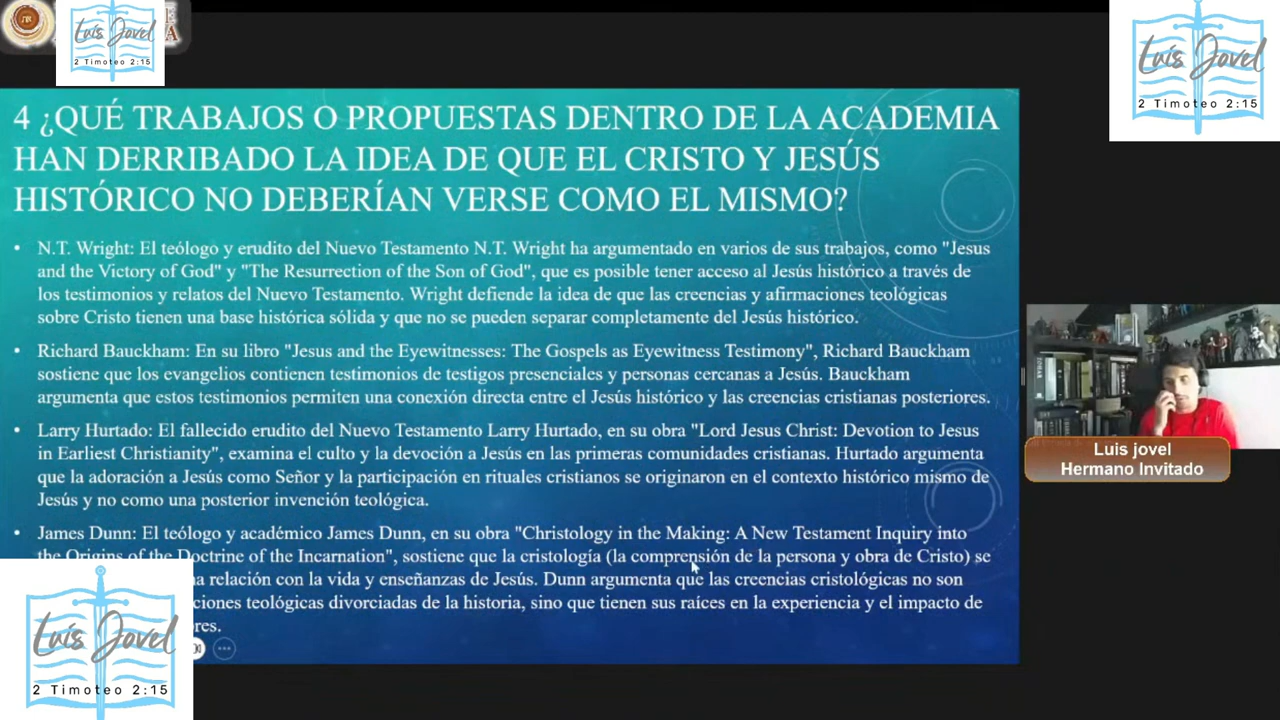 Luis Jovel
2 Timoteo 2:15
A
Luis Jovel
2 Timoteo 2:15
4 ¿QUÉ TRABAJOS O PROPUESTAS DENTRO DE LA ACADEMIA
HAN DERRIBADO LA IDEA DE QUE EL CRISTO Y JESÚS
HISTÓRICO NO DEBERÍAN VERSE COMO EL MISMO?
• N.T. Wright: El teólogo y erudito del Nuevo Testamento N.T. Wright ha argumentado en varios de sus trabajos, como "Jesus
and the Victory of God" y "The Resurrection of the Son of God", que es posible tener acceso al Jesús histórico a través de
los testimonios y relatos del Nuevo Testamento. Wright defiende la idea de que las creencias y afirmaciones teológicas
sobre Cristo tienen una base histórica sólida y que no se pueden separar completamente del Jesús histórico.
• Richard Bauckham: En su libro "Jesus and the Eyewitnesses: The Gospels as Eyewitness Testimony", Richard Bauckham
sostiene que los evangelios contienen testimonios de testigos presenciales y personas cercanas a Jesús. Bauckham
argumenta que estos testimonios permiten una conexión directa entre el Jesús histórico y las creencias cristianas posteriores.
• Larry Hurtado: El fallecido erudito del Nuevo Testamento Larry Hurtado, en su obra "Lord Jesus Christ: Devotion to Jesus
in Earliest Christianity", examina el culto y la devoción a Jesús en las primeras comunidades cristianas. Hurtado argumenta
que la adoración a Jesús como Señor y la participación en rituales cristianos se originaron en el contexto histórico mismo de
Jesús y no como una posterior invención teológica.
• James Dunn: El teólogo y académico James Dunn, en su obra "Christology in the Making: A New Testament Inquiry into
the Origins of the Doctrine of the Incarnation", sostiene que la cristología (la comprensión de la persona y obra de Cristo) se
relación con la vida y enseñanzas de Jesús. Dunn argumenta que las creencias cristológicas no son
ciones teológicas divorciadas de la historia, sino que tienen sus raíces en la experiencia y el impacto de
res.
Luis jovel
Hermano Invitado
Luis Jovel
2 Timoteo 2:15